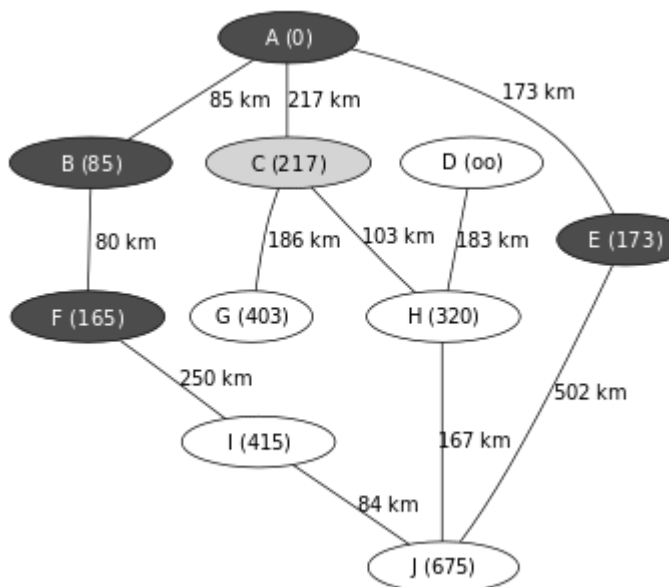 A (0)
85 km
217 km
173 km
B (85)
C (217)
D (oo)
80 km
186 km
103 km
183 km
E (173)
F (165)
G (403)
H (320)
250 km
502 km
I (415)
167 km
84 km
J (675)